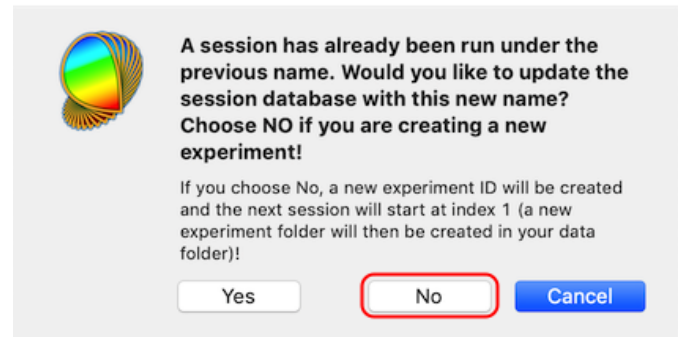 A session has already been run under the
previous name. Would you like to update the
session database with this new name?
Choose NO if you are creating a new
experiment!
If you choose No, a new experiment ID will be created
and the next session will start at index 1 (a new
experiment folder will then be created in your data
folder)!
Yes
No
Cancel